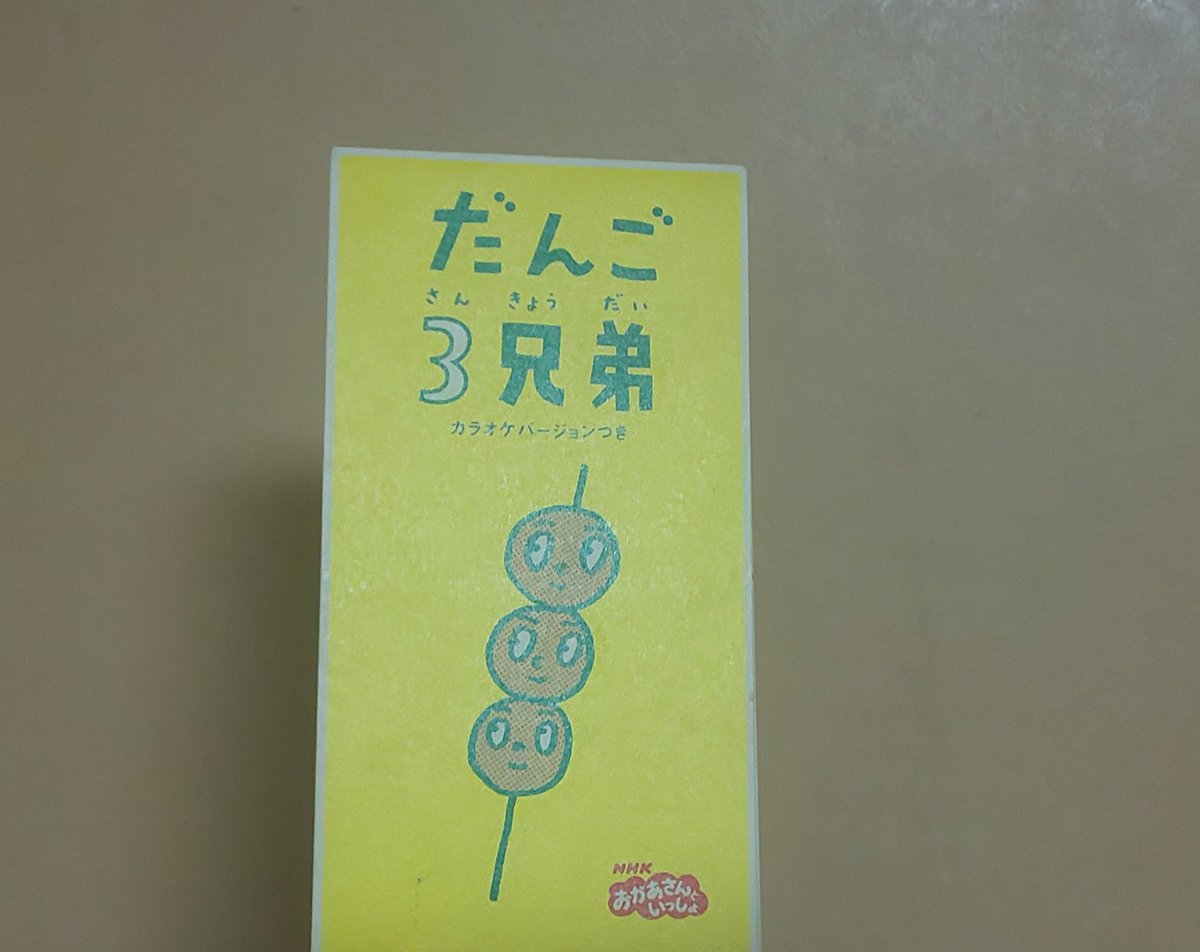 だんご
さん きょう だい
3兄弟
カラオケバージョンつき
NHK
おかあさんと
いっしょ